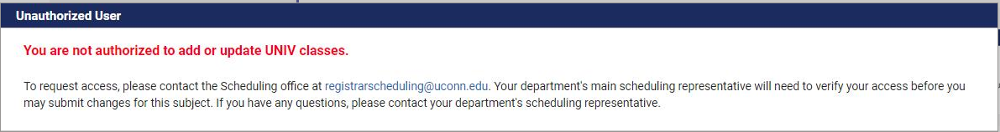 Unauthorized User
You are not authorized to add or update UNIV classes.
To request access, please contact the Scheduling office at registrarscheduling@uconn.edu. Your department's main scheduling representative will need to verify your access before you
may submit changes for this subject. If you have any questions, please contact your department's scheduling representative.